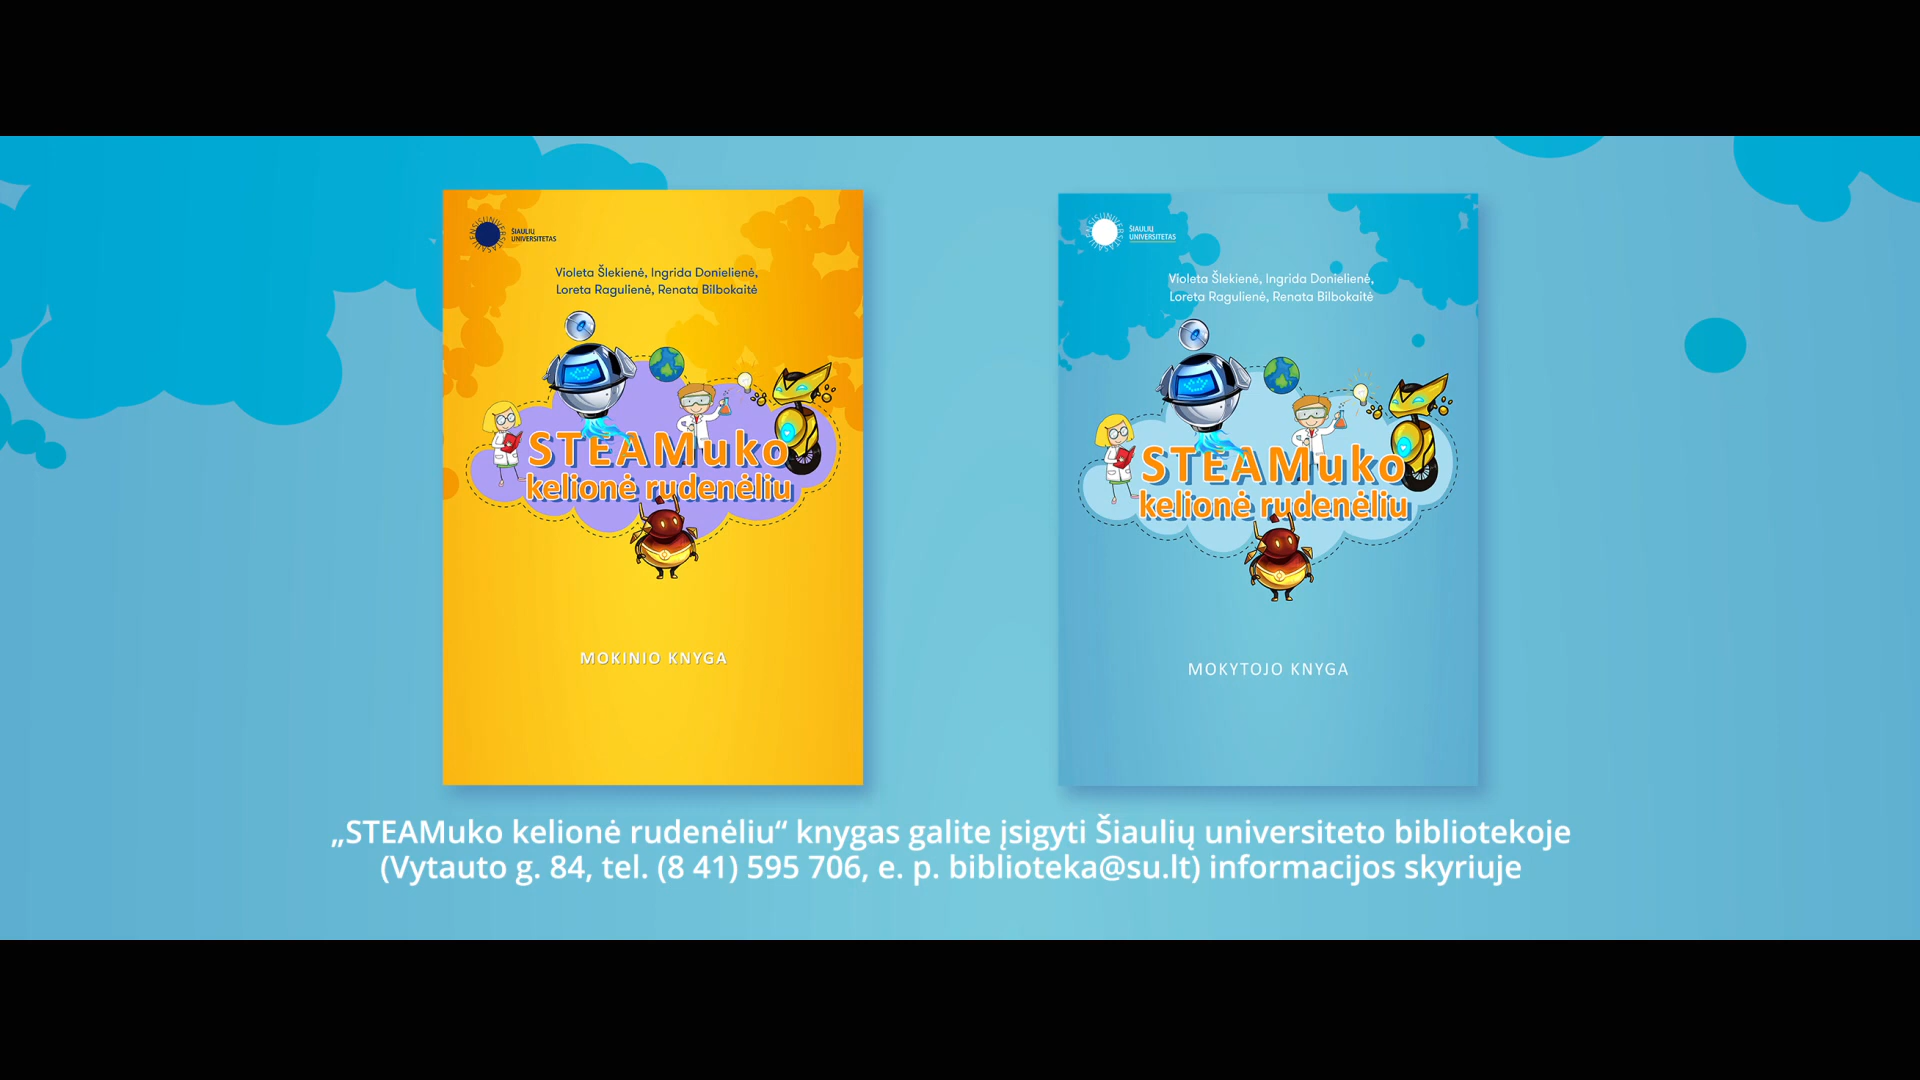 ŠIAULIŲ
UNIVERSITETAS
Violeta Šlekienė, Ingrida Donielienė,
Loreta Ragulienė, Renata Bilbokaitė
STEAMuko
kelionė rudenėliu
MOKINIO KNYGA
ŠIAULIŲ
UNIVERSITETAS
Violeta Šlekienė, Ingrida Donielienė,
Loreta Ragulienė, Renata Bilbokaitė
STEAMuko
kelionė rudenėliu
MOKYTOJO KNYGA
„STEAMuko kelionė rudenėliu“ knygas galite įsigyti Šiaulių universiteto bibliotekoje
(Vytauto g. 84, tel. (8 41) 595 706, e. p. biblioteka@su.lt) informacijos skyriuje